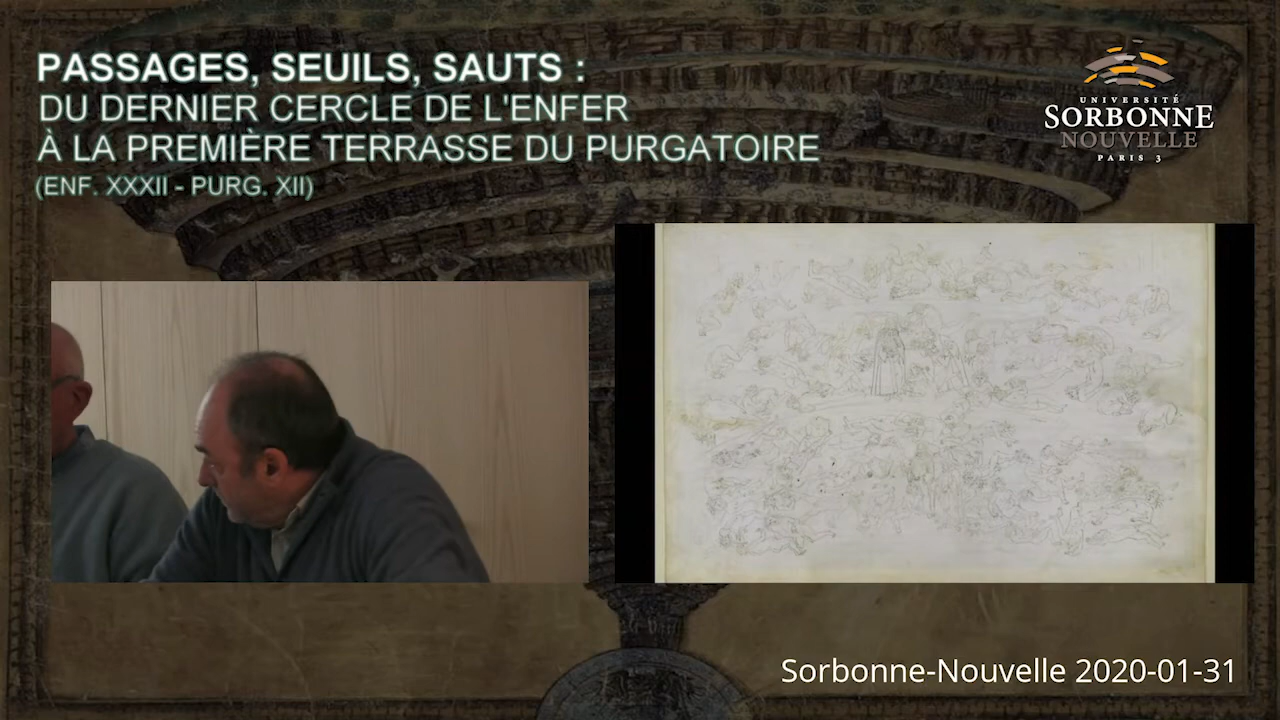 PASSAGES, SEUILS, SAUTS :
DU DERNIER CERCLE DE L'ENFER
À LA PREMIÈRE TERRASSE DU PURGATOIRE
(ENF. XXXII - PURG. XII)
UNIVERSITÉ
SORBONNE
NOUVELLE
PARIS 3
Sorbonne-Nouvelle 2020-01-31